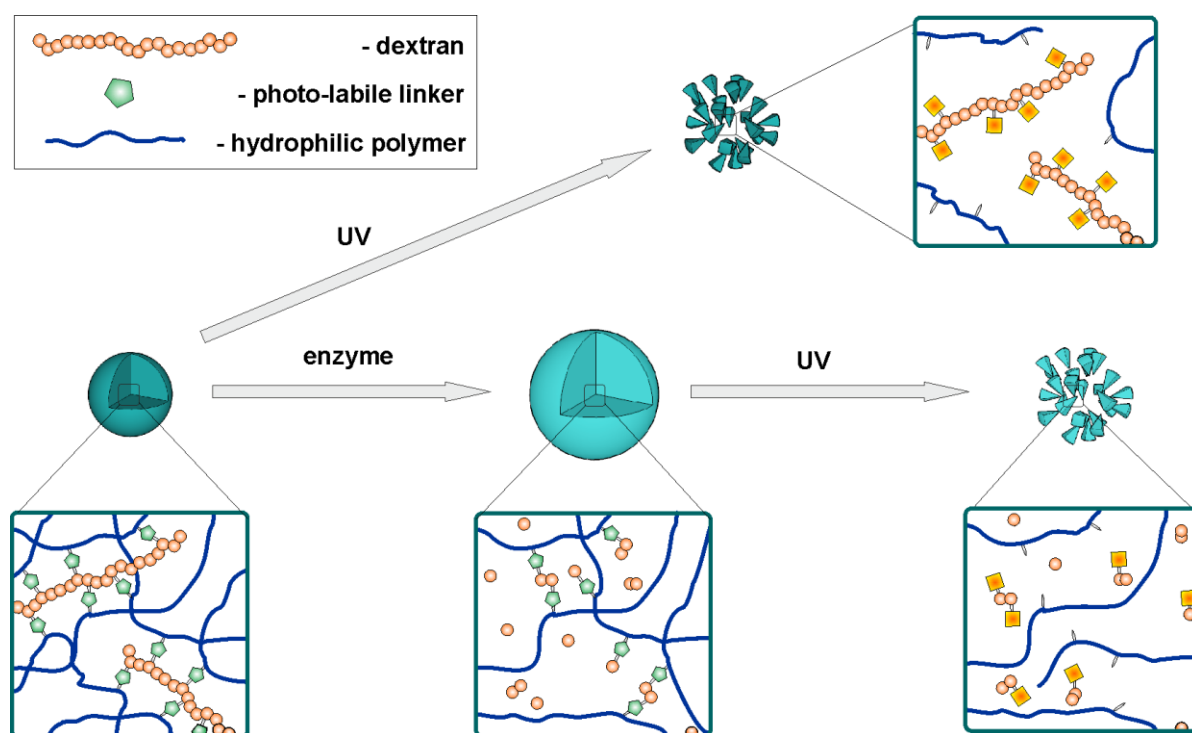 - dextran
- photo-labile linker
- hydrophilic polymer
UV
enzyme
UV